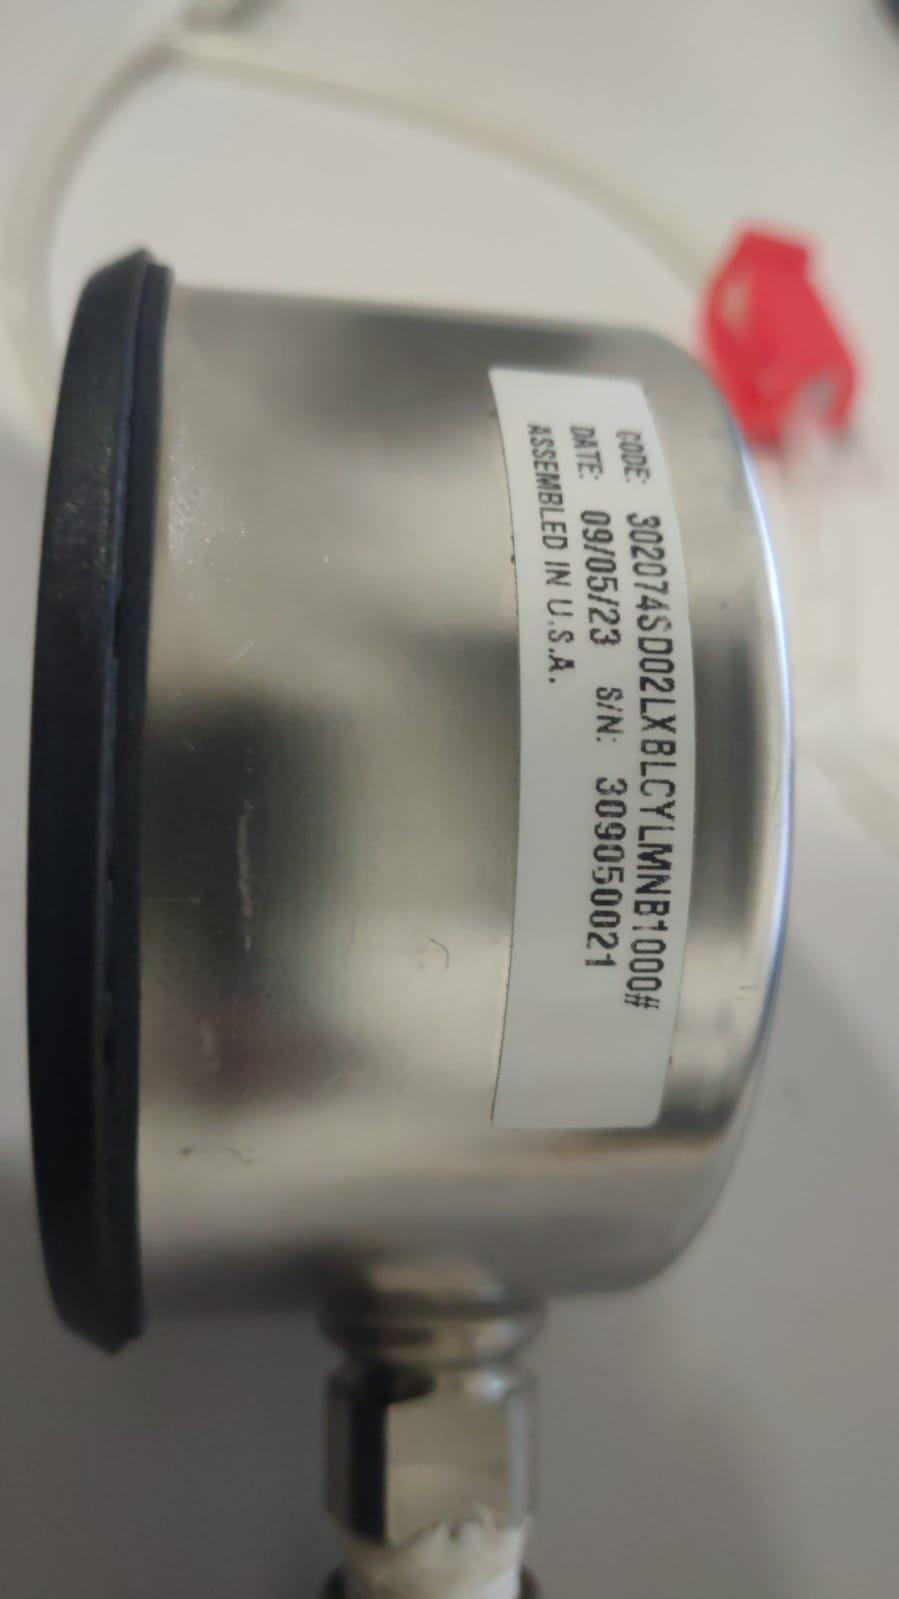 CODE: 302074SD02LXBLCYLMNB1000#
DATE: 09/05/23 S/N: 309050021
ASSEMBLED IN U.S.A.